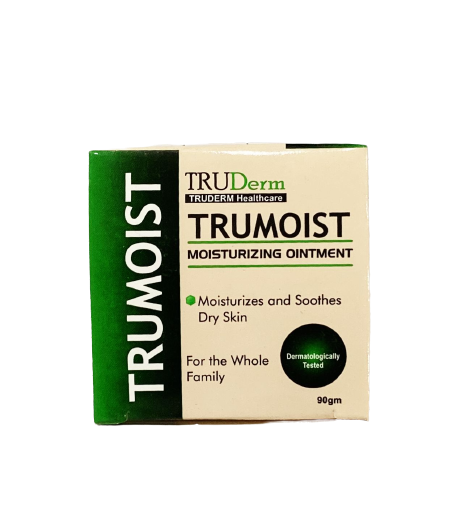 TRUMOIST
TRUDerm
TRUDERM Healthcare
TRUMOIST
MOISTURIZING OINTMENT
Moisturizes and Soothes
Dry Skin
For the Whole
Family
Dermatologically
Tested
90gm